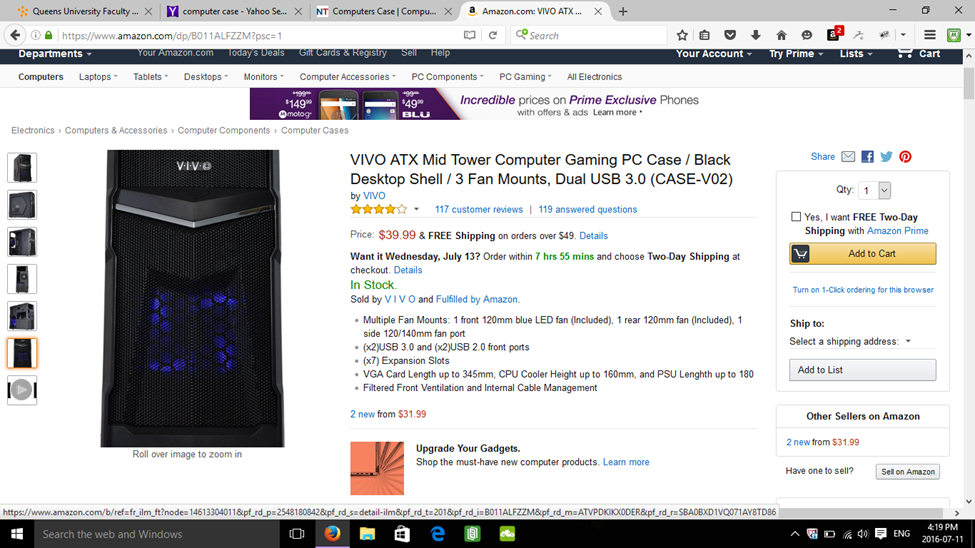 Queens University Faculty ...
computer case - Yahoo Se...
Computers Case | Compu...
Amazon.com: VIVO ATX ...
https://www.amazon.com/dp/B011ALFZZM?psc=1
Search
2
Departments
Your Amazon.com
Today's Deals
Gift Cards & Registry
Sell
Help
Your Account
Try Prime
Lists
Cart
Computers
Laptops
Tablets
Desktops
Monitors
Computer Accessories
PC Components
PC Gaming
All Electronics
$199.99
$149.99
moto g
$99.99
$49.99
BLU
Incredible prices on Prime Exclusive Phones
with offers & ads Learn more
Electronics › Computers & Accessories › Computer Components › Computer Cases
VIVO
Roll over image to zoom in
VIVO ATX Mid Tower Computer Gaming PC Case / Black
Desktop Shell / 3 Fan Mounts, Dual USB 3.0 (CASE-V02)
by VIVO
117 customer reviews | 119 answered questions
Price: $39.99 & FREE Shipping on orders over $49. Details
Want it Wednesday, July 13? Order within 7 hrs 55 mins and choose Two-Day Shipping at
checkout. Details
In Stock.
Sold by V I V O and Fulfilled by Amazon.
Multiple Fan Mounts: 1 front 120mm blue LED fan (Included), 1 rear 120mm fan (Included), 1
side 120/140mm fan port
(x2)USB 3.0 and (x2)USB 2.0 front ports
(x7) Expansion Slots
VGA Card Length up to 345mm, CPU Cooler Height up to 160mm, and PSU Lenghth up to 180
Filtered Front Ventilation and Internal Cable Management
2 new from $31.99
Upgrade Your Gadgets.
Shop the must-have new computer products. Learn more
Share
Qty: 1
Yes, I want FREE Two-Day
Shipping with Amazon Prime
Add to Cart
Turn on 1-Click ordering for this browser
Ship to:
Select a shipping address:
Add to List
Other Sellers on Amazon
2 new from $31.99
Have one to sell?
Sell on Amazon
https://www.amazon.com/b/ref=fr_ilm_ft?node=14613304011&pf_rd_p=2548180842&pf_rd_s=detail-ilm&pf_rd_t=201&pf_rd_i=B011ALFZZM&pf_rd_m=ATVPDKIKX0DER&pf_rd_r=SBA0BXD1VQ071AY8TD86
Search the web and Windows
ENG
4:19 PM
2016-07-11